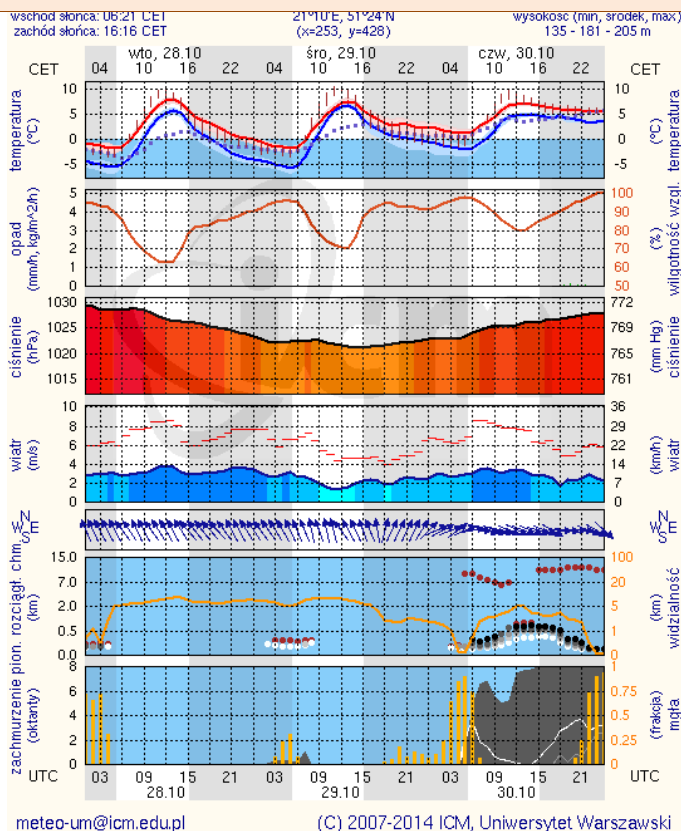 wschód słońca: 06:21 CET 21°10'E, 51°24'N wysokość (min, środek, max)
zachód słońca: 16:16 CET (x=253, y=428) 135 - 181 - 205 m
wto, 28.10 śro, 29.10 czw, 30.10
CET 04 10 16 22 04 10 16 22 04 10 16 22 CET
temperatura (°C)
10 5 0 -5
10 5 0 -5
temperatura (°C)
opad (mm/h, kg/m^2/h)
5 4 3 2 1 0
100 90 80 70 60 50
wilgotność wzgl. (%)
ciśnienie (hPa)
1030 1025 1020 1015
772 769 765 761
ciśnienie (mm Hg)
wiatr (m/s)
10 8 6 4 2 0
36 29 22 14 7 0
wiatr (km/h)
N W E S
N W E S
pion. rozciągł. chm. (km)
15.0 7.0 2.0 0.5 0.0
100 20 5 1 0
widzialność (km)
zachmurzenie (oktanty)
8 6 4 2 0
1 0.75 0.5 0.25 0
mgła (frakcja)
UTC 03 09 15 21 03 09 15 21 03 09 15 21 UTC
28.10 29.10 30.10
meteo-um@icm.edu.pl (C) 2007-2014 ICM, Uniwersytet Warszawski